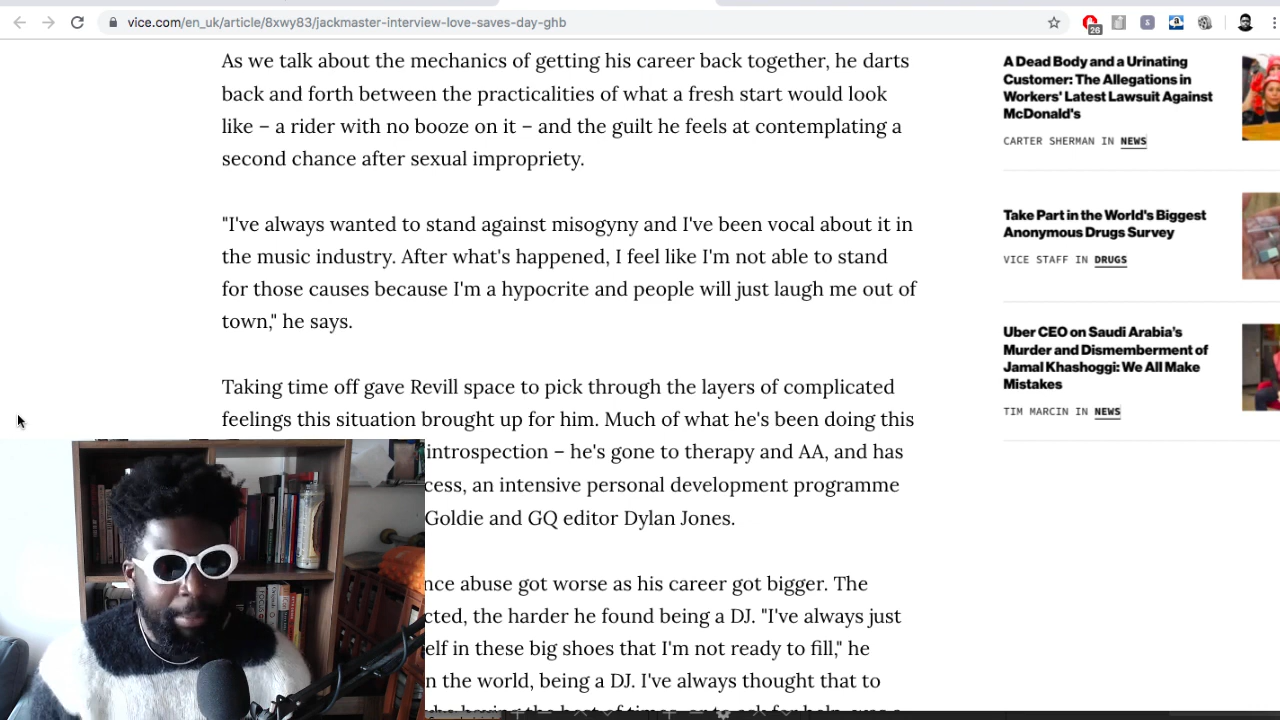 vice.com/en_uk/article/8xwy83/jackmaster-interview-love-saves-day-ghb
26
As we talk about the mechanics of getting his career back together, he darts
back and forth between the practicalities of what a fresh start would look
like – a rider with no booze on it – and the guilt he feels at contemplating a
second chance after sexual impropriety.
"I've always wanted to stand against misogyny and I've been vocal about it in
the music industry. After what's happened, I feel like I'm not able to stand
for those causes because I'm a hypocrite and people will just laugh me out of
town," he says.
Taking time off gave Revill space to pick through the layers of complicated
feelings this situation brought up for him. Much of what he's been doing this
introspection – he's gone to therapy and AA, and has
cess, an intensive personal development programme
Goldie and GQ editor Dylan Jones.
nce abuse got worse as his career got bigger. The
cted, the harder he found being a DJ. "I've always just
elf in these big shoes that I'm not ready to fill," he
n the world, being a DJ. I've always thought that to
A Dead Body and a Urinating
Customer: The Allegations in
Workers' Latest Lawsuit Against
McDonald's
CARTER SHERMAN IN NEWS
Take Part in the World's Biggest
Anonymous Drugs Survey
VICE STAFF IN DRUGS
Uber CEO on Saudi Arabia's
Murder and Dismemberment of
Jamal Khashoggi: We All Make
Mistakes
TIM MARCIN IN NEWS